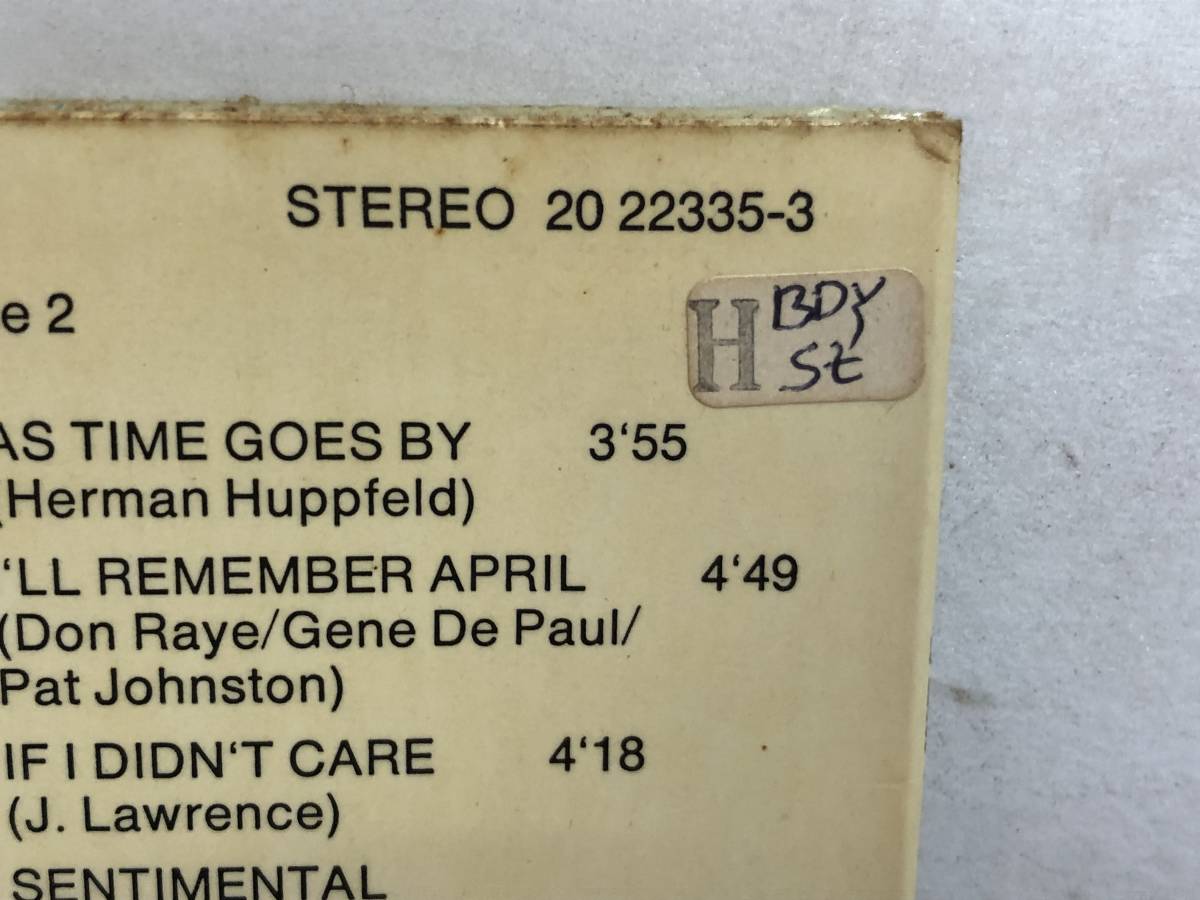 STEREO 20 22335-3
e 2
H BDY
St
AS TIME GOES BY 3‘55
(Herman Huppfeld)
‘LL REMEMBER APRIL 4‘49
(Don Raye/Gene De Paul/
Pat Johnston)
IF I DIDN‘T CARE 4‘18
(J. Lawrence)
SENTIMENTAL